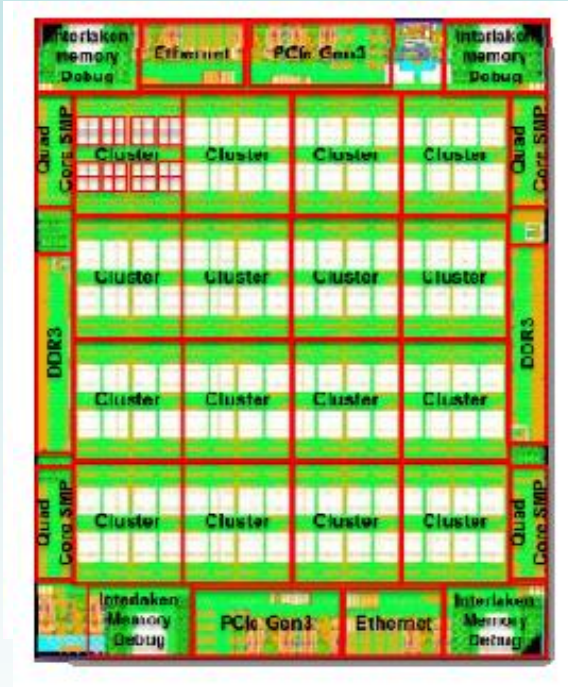 Interlaken
memory
Debug
Ethernet
PCIe Gen3
Interlaken
memory
Debug
Quad
Core SMP
Cluster
Cluster
Cluster
Cluster
Quad
Core SMP
Cluster
Cluster
Cluster
Cluster
DDR3
DDR3
Cluster
Cluster
Cluster
Cluster
Quad
Core SMP
Cluster
Cluster
Cluster
Cluster
Quad
Core SMP
Interlaken
Memory
Debug
PCIe Gen3
Ethernet
Interlaken
Memory
Debug